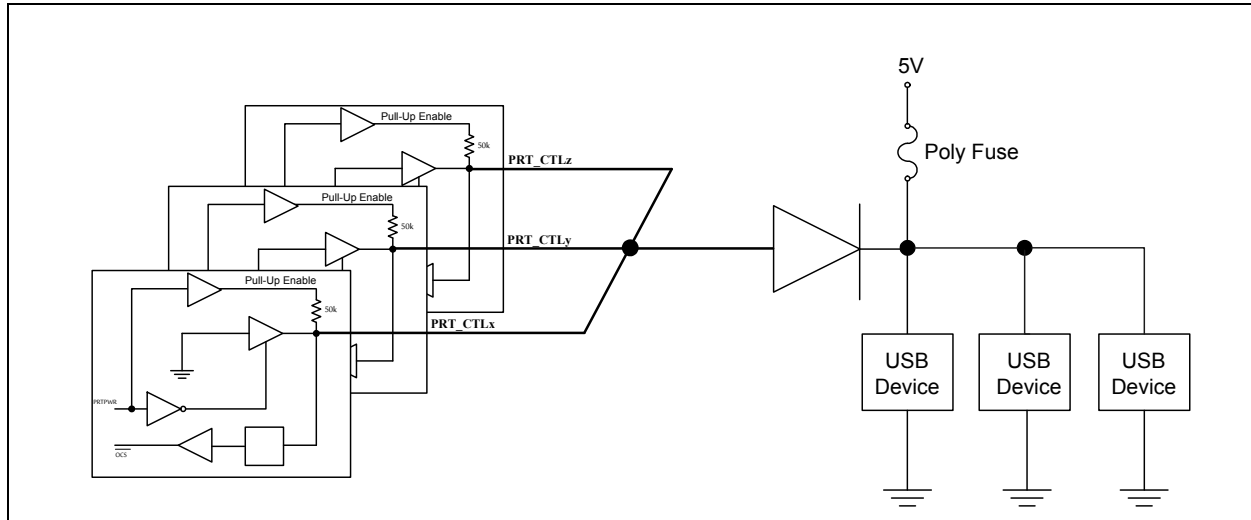 5V
Poly Fuse
Pull-Up Enable
50k
PRT_CTLz
Pull-Up Enable
50k
PRT_CTLy
Pull-Up Enable
50k
PRT_CTLx
PRTPWR
OCS
USB
Device
USB
Device
USB
Device